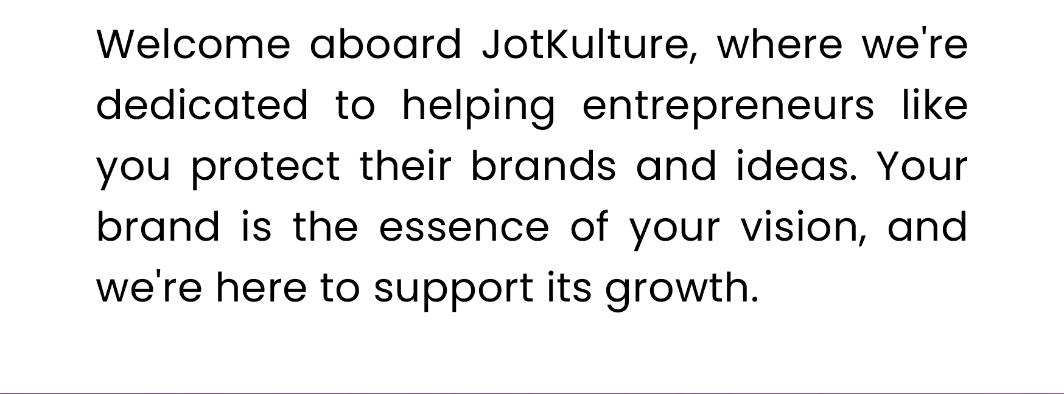 Welcome aboard JotKulture, where we're
dedicated to helping entrepreneurs like
you protect their brands and ideas. Your
brand is the essence of your vision, and
we're here to support its growth.